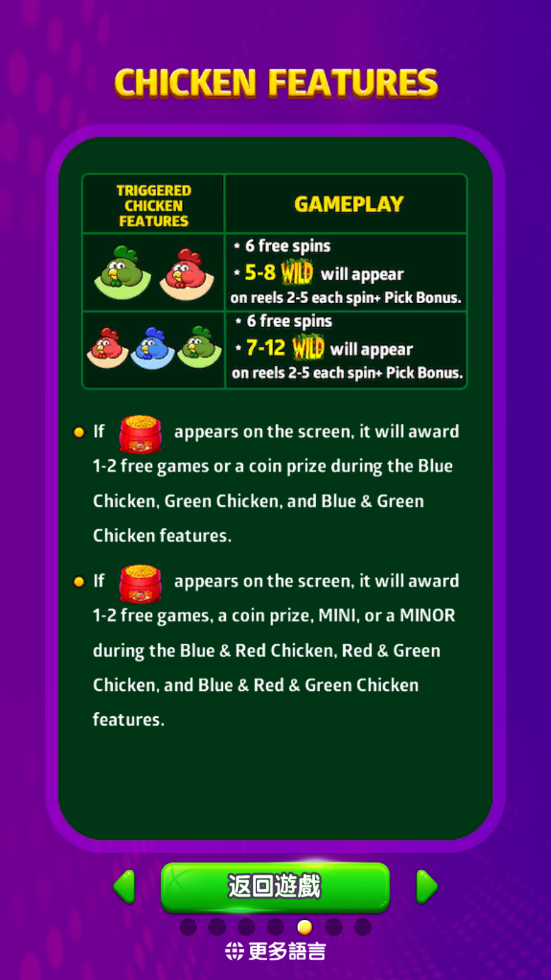 CHICKEN FEATURES
TRIGGERED
CHICKEN
FEATURES
GAMEPLAY
* 6 free spins
* 5-8 WILD will appear
on reels 2-5 each spin+ Pick Bonus.
* 6 free spins
* 7-12 WILD will appear
on reels 2-5 each spin+ Pick Bonus.
If appears on the screen, it will award
1-2 free games or a coin prize during the Blue
Chicken, Green Chicken, and Blue & Green
Chicken features.
If appears on the screen, it will award
1-2 free games, a coin prize, MINI, or a MINOR
during the Blue & Red Chicken, Red & Green
Chicken, and Blue & Red & Green Chicken
features.
返回遊戲
更多語言